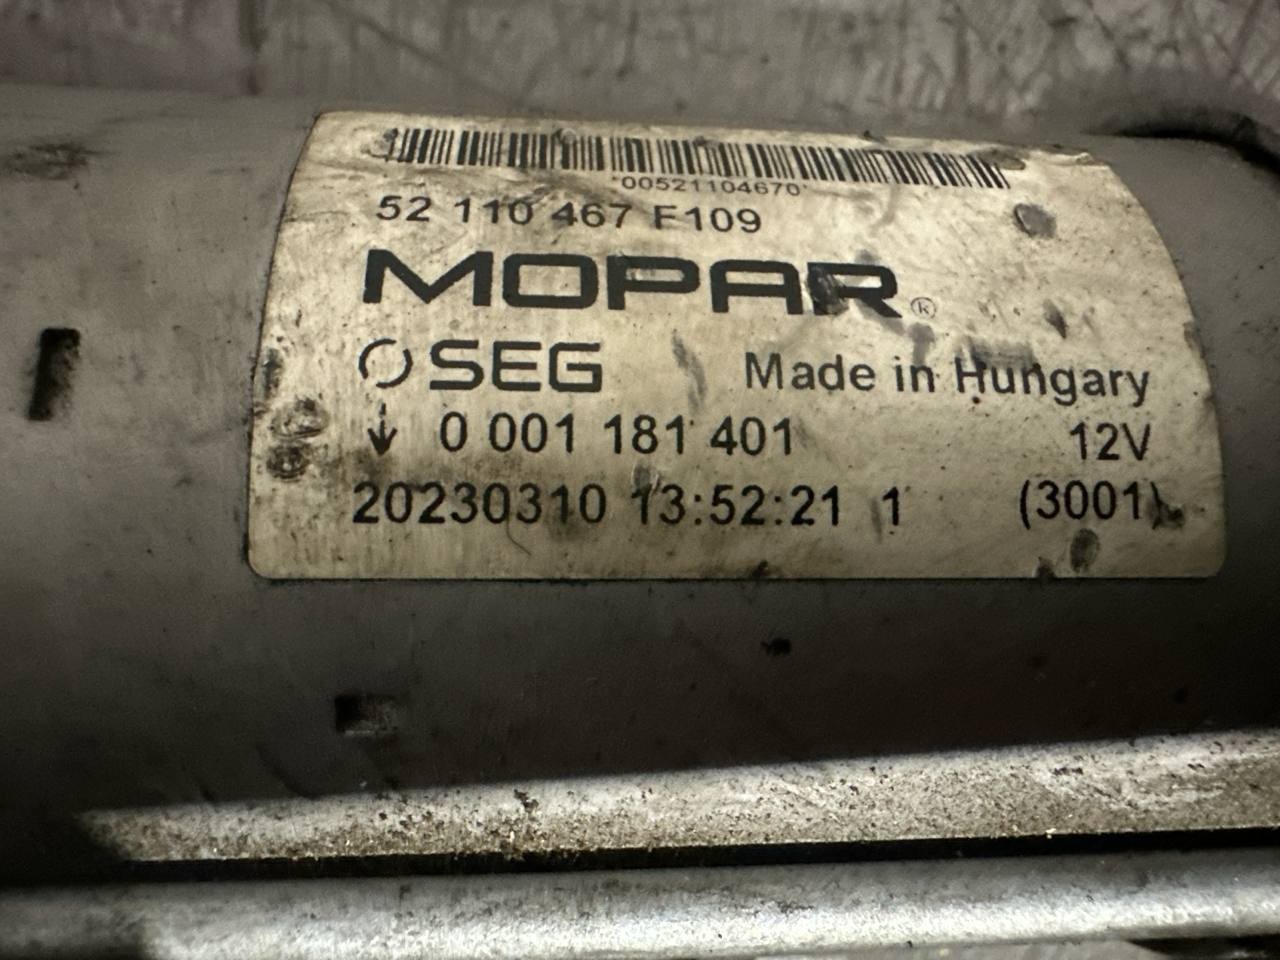 *00521104670*
52 110 467 F109
MOPAR®
SEG Made in Hungary
0 001 181 401 12V
20230310 13:52:21 1 (3001)